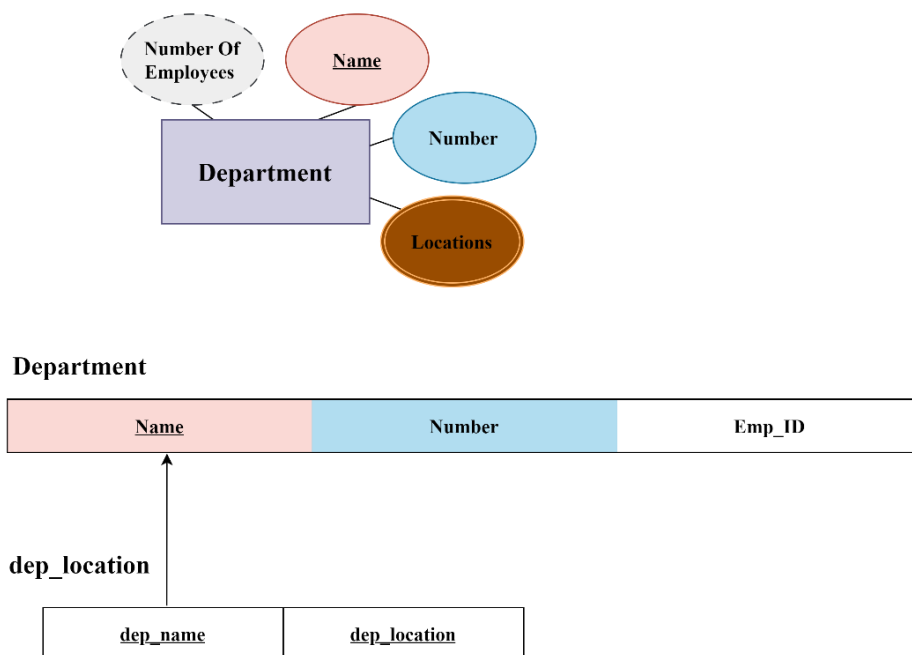 Number Of
Employees
Name
Number
Department
Locations
Department
Name Number Emp_ID
dep_location
dep_name dep_location